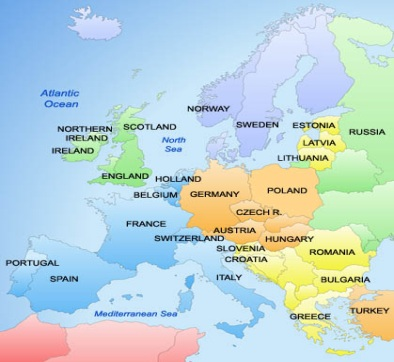 Atlantic
Ocean
NORWAY
SWEDEN
ESTONIA
RUSSIA
LATVIA
LITHUANIA
NORTHERN
IRELAND
SCOTLAND
North
Sea
IRELAND
ENGLAND
HOLLAND
BELGIUM
GERMANY
POLAND
CZECH R.
FRANCE
SWITZERLAND
AUSTRIA
HUNGARY
SLOVENIA
CROATIA
ROMANIA
PORTUGAL
SPAIN
ITALY
BULGARIA
Mediterranean Sea
GREECE
TURKEY